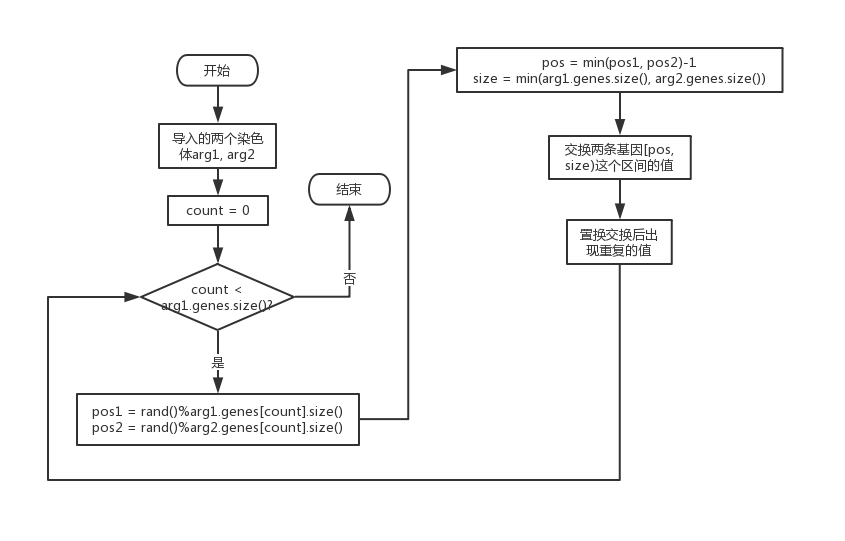 开始
导入的两个染色
体arg1, arg2
count = 0
结束
count <
arg1.genes.size()?
否
是
pos1 = rand()%arg1.genes[count].size()
pos2 = rand()%arg2.genes[count].size()
pos = min(pos1, pos2)-1
size = min(arg1.genes.size(), arg2.genes.size())
交换两条基因[pos,
size)这个区间的值
置换交换后出
现重复的值